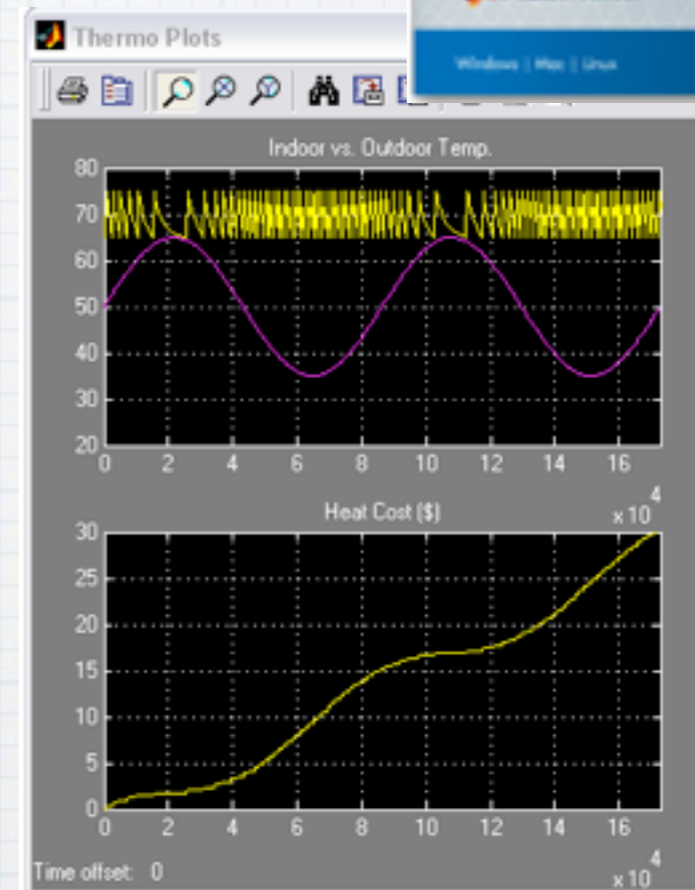 Windows | Mac | Linux
Thermo Plots
Indoor vs. Outdoor Temp.
80
70
60
50
40
30
20
0 2 4 6 8 10 12 14 16
x 10 4
Heat Cost ($)
30
25
20
15
10
5
0
0 2 4 6 8 10 12 14 16
x 10 4
Time offset: 0